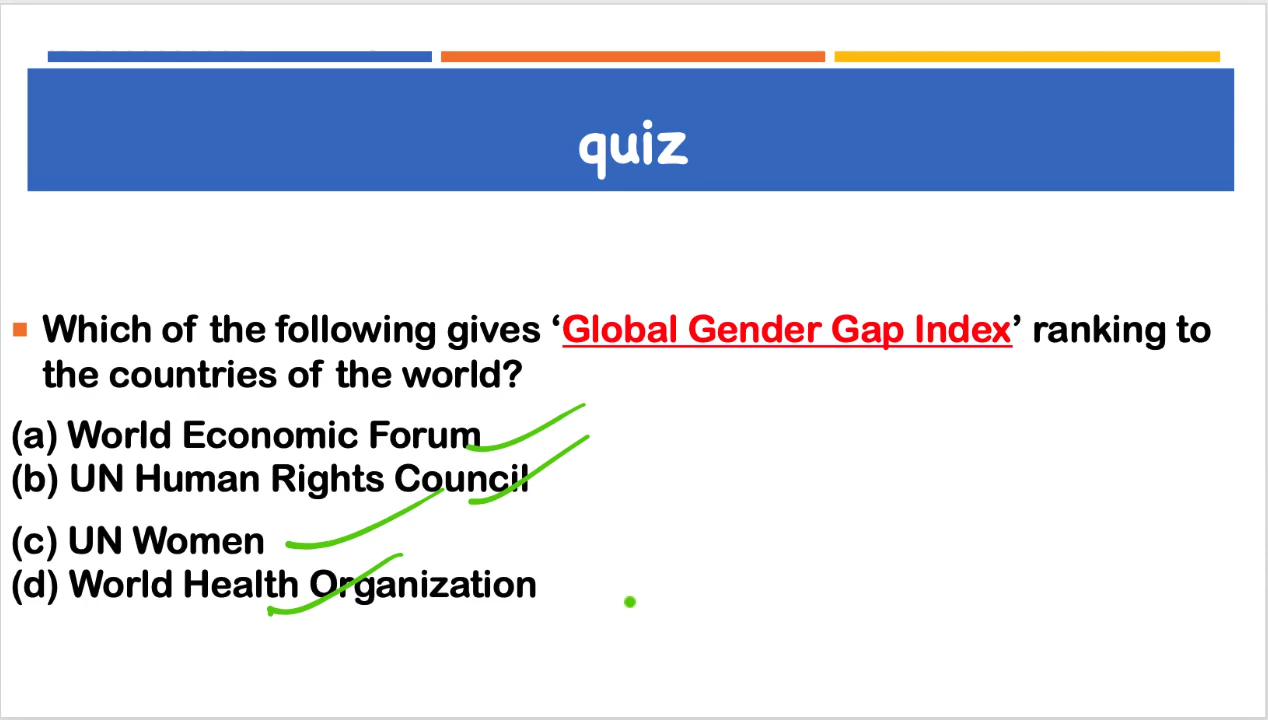 quiz
Which of the following gives ‘Global Gender Gap Index’ ranking to
the countries of the world?
(a) World Economic Forum
(b) UN Human Rights Council
(c) UN Women
(d) World Health Organization